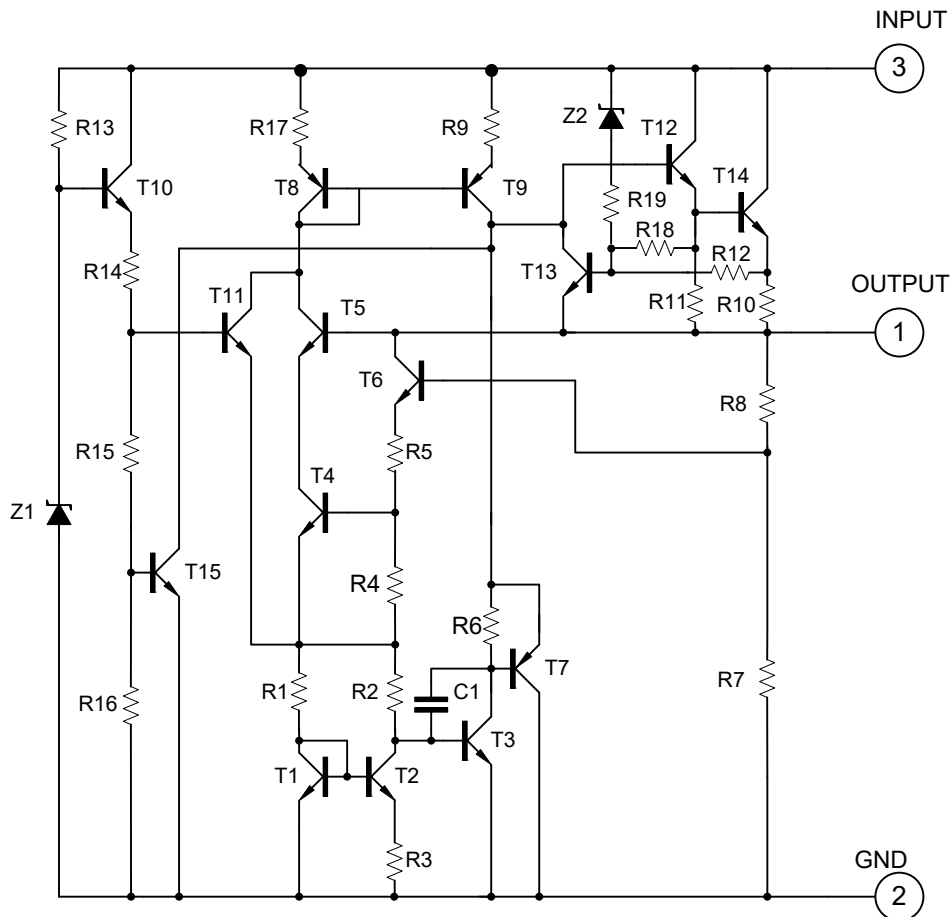 INPUT
3
R13
R17
R9
Z2
T12
T10
T8
T9
T14
R19
R18
R12
R14
T13
R11
R10
OUTPUT
T11
T5
1
T6
R8
R15
R5
T4
Z1
T15
R4
R6
T7
R7
R16
R1
R2
C1
T3
T1
T2
R3
GND
2